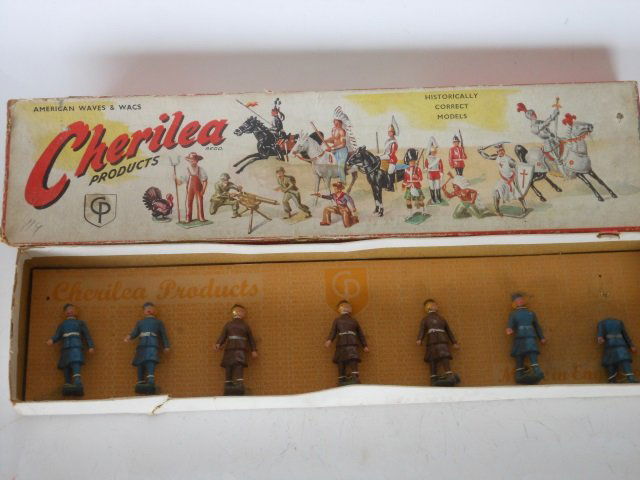 AMERICAN WAVES & WACS
Cherilea
REGD.
PRODUCTS
CP
HISTORICALLY
CORRECT
MODELS
Cherilea Products
CP